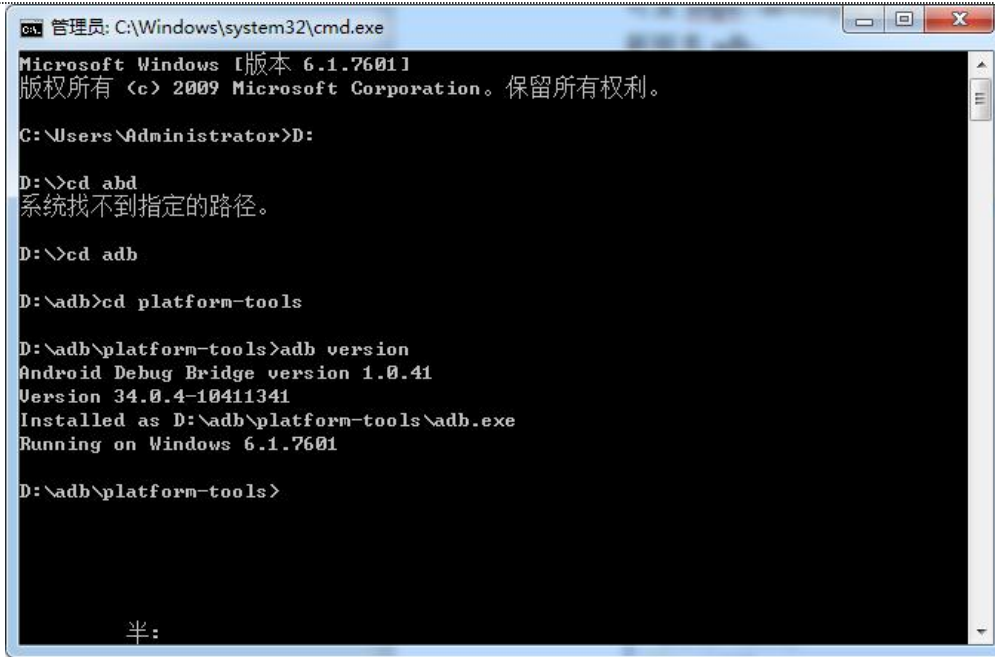 管理员: C:\Windows\system32\cmd.exe
Microsoft Windows [版本 6.1.7601]
版权所有 (c) 2009 Microsoft Corporation。保留所有权利。
C:\Users\Administrator>D:
D:\>cd abd
系统找不到指定的路径。
D:\>cd adb
D:\adb>cd platform-tools
D:\adb\platform-tools>adb version
Android Debug Bridge version 1.0.41
Version 34.0.4-10411341
Installed as D:\adb\platform-tools\adb.exe
Running on Windows 6.1.7601
D:\adb\platform-tools>
半: